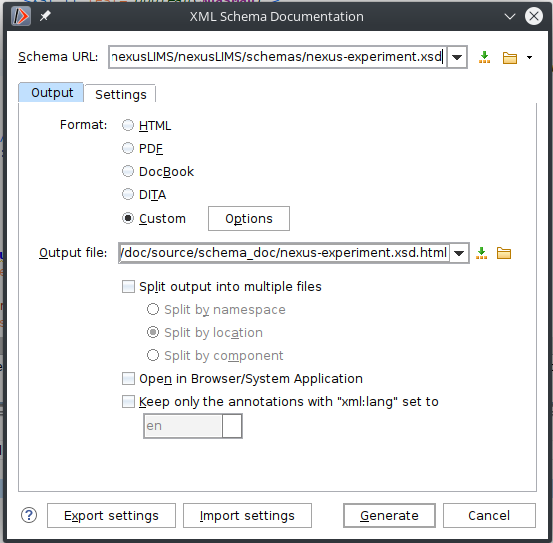 XML Schema Documentation
Schema URL: nexusLIMS/nexusLIMS/schemas/nexus-experiment.xsd
Output Settings
Format:
HTML
PDF
DocBook
DITA
Custom Options
Output file: /doc/source/schema_doc/nexus-experiment.xsd.html
Split output into multiple files
Split by namespace
Split by location
Split by component
Open in Browser/System Application
Keep only the annotations with "xml:lang" set to
en
? Export settings Import settings Generate Cancel